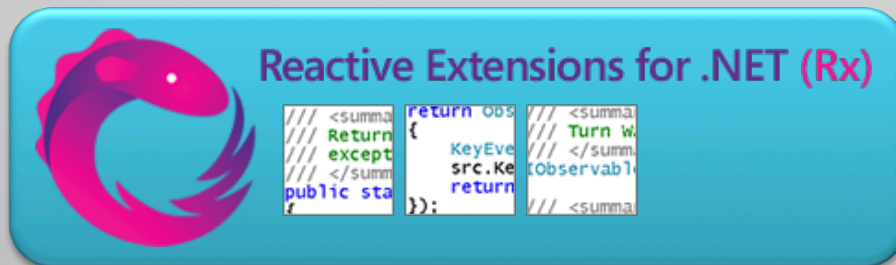 Reactive Extensions for .NET (Rx)
/// <summa
/// Return
/// except
/// </summ
public sta
{
return Obs
{
KeyEve
src.Ke
return
});
/// <summa
/// Turn W
/// </summ
IObservabl
/// <summa